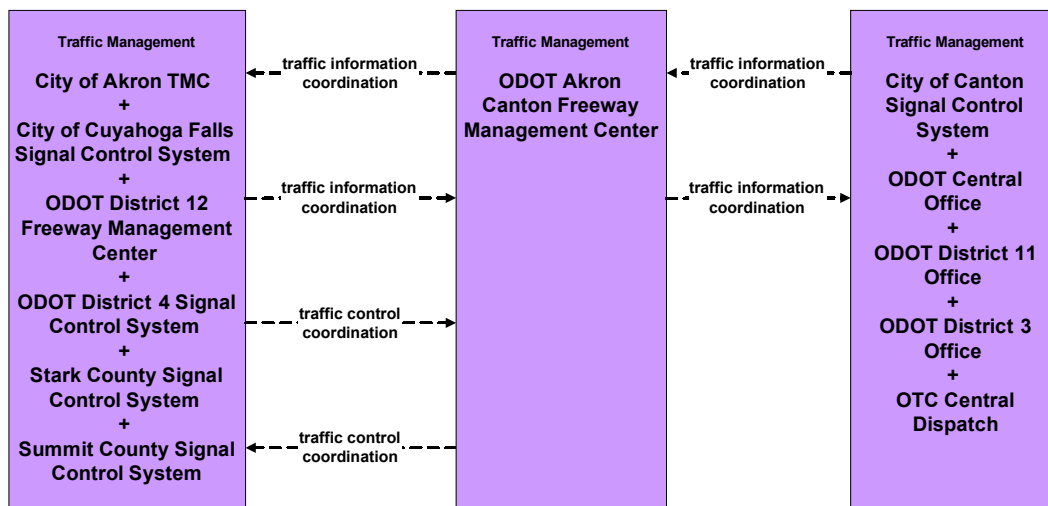 Traffic Management
City of Akron TMC
+
City of Cuyahoga Falls
Signal Control System
+
ODOT District 12
Freeway Management
Center
+
ODOT District 4 Signal
Control System
+
Stark County Signal
Control System
+
Summit County Signal
Control System
traffic information
coordination
traffic information
coordination
traffic control
coordination
traffic control
coordination
Traffic Management
ODOT Akron
Canton Freeway
Management Center
traffic information
coordination
traffic information
coordination
Traffic Management
City of Canton
Signal Control
System
+
ODOT Central
Office
+
ODOT District 11
Office
+
ODOT District 3
Office
+
OTC Central
Dispatch